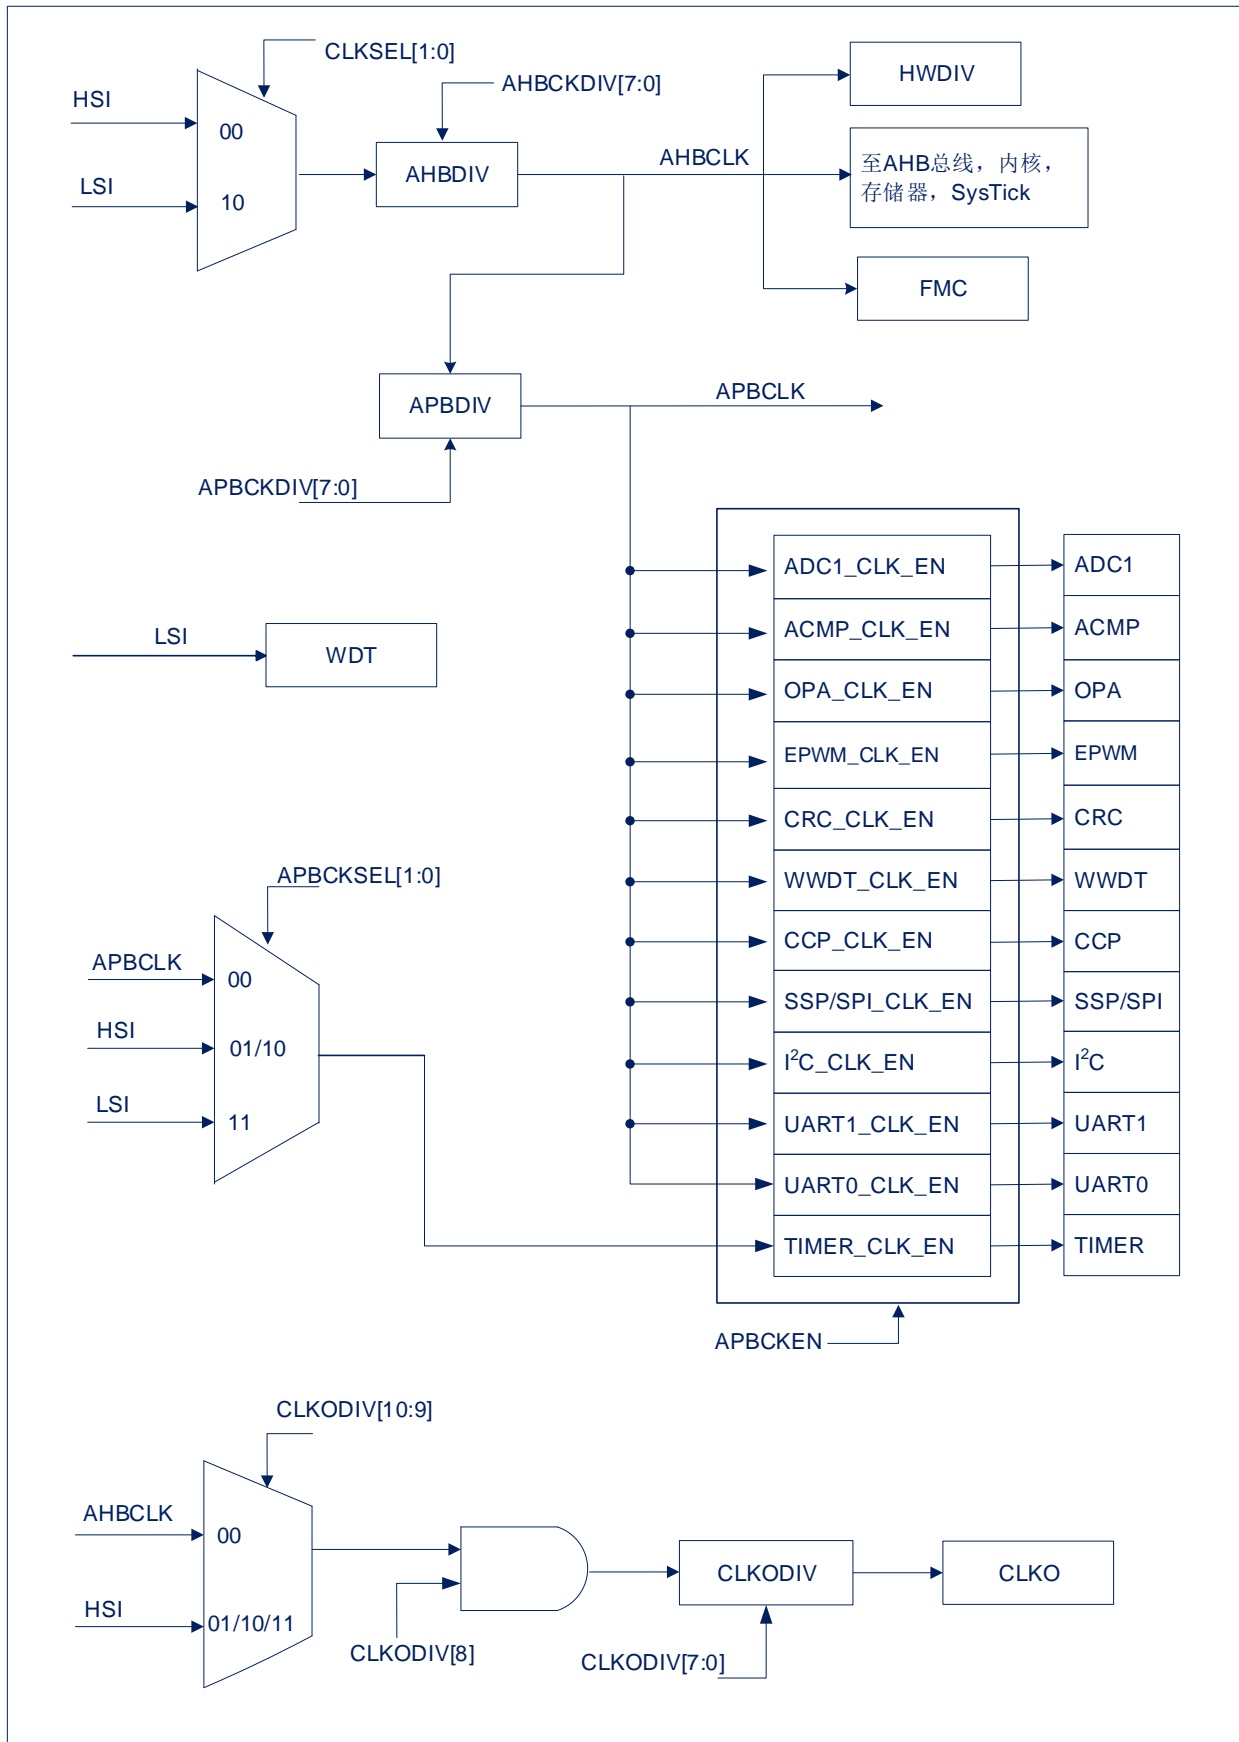 CLKSEL[1:0]
HSI
00
LSI
10
AHBCKDIV[7:0]
AHBDIV
AHBCLK
HWDIV
至AHB总线，内核，
存储器，SysTick
FMC
APBDIV
APBCLK
APBCKDIV[7:0]
LSI
WDT
ADC1_CLK_EN
ADC1
ACMP_CLK_EN
ACMP
OPA_CLK_EN
OPA
EPWM_CLK_EN
EPWM
CRC_CLK_EN
CRC
WWDT_CLK_EN
WWDT
CCP_CLK_EN
CCP
SSP/SPI_CLK_EN
SSP/SPI
I²C_CLK_EN
I²C
UART1_CLK_EN
UART1
UART0_CLK_EN
UART0
TIMER_CLK_EN
TIMER
APBCKEN
APBCKSEL[1:0]
APBCLK
00
HSI
01/10
LSI
11
CLKODIV[10:9]
AHBCLK
00
HSI
01/10/11
CLKODIV[8]
CLKODIV
CLKODIV[7:0]
CLKO